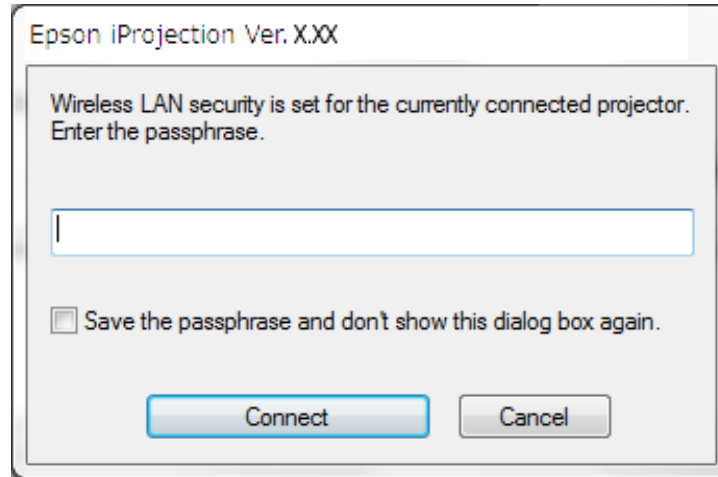 Epson iProjection Ver. X.XX
Wireless LAN security is set for the currently connected projector.
Enter the passphrase.
Save the passphrase and don't show this dialog box again.
Connect
Cancel